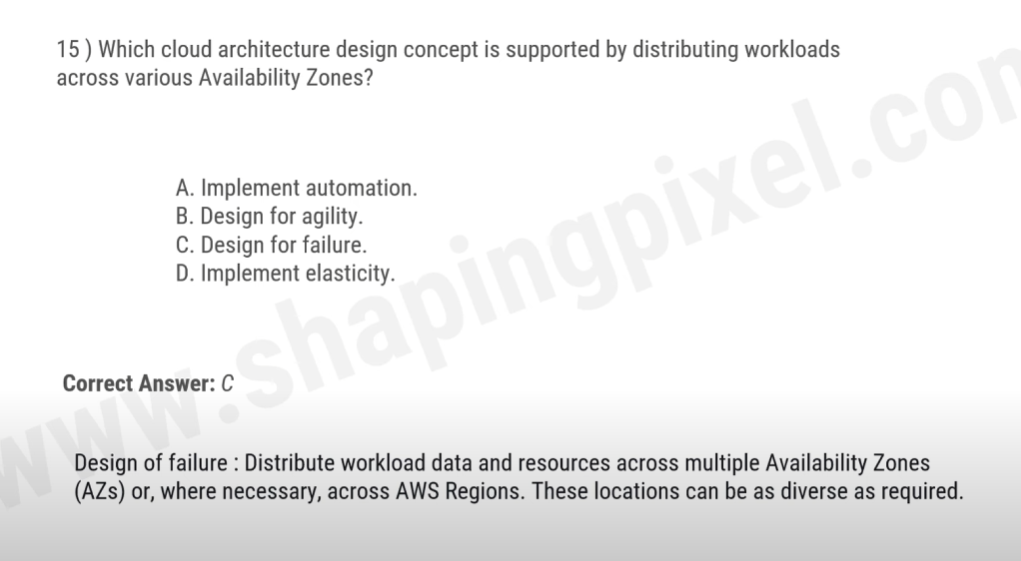 15 ) Which cloud architecture design concept is supported by distributing workloads
across various Availability Zones?
A. Implement automation.
B. Design for agility.
C. Design for failure.
D. Implement elasticity.
Correct Answer: C
Design of failure : Distribute workload data and resources across multiple Availability Zones
(AZs) or, where necessary, across AWS Regions. These locations can be as diverse as required.
www.shapingpixel.com